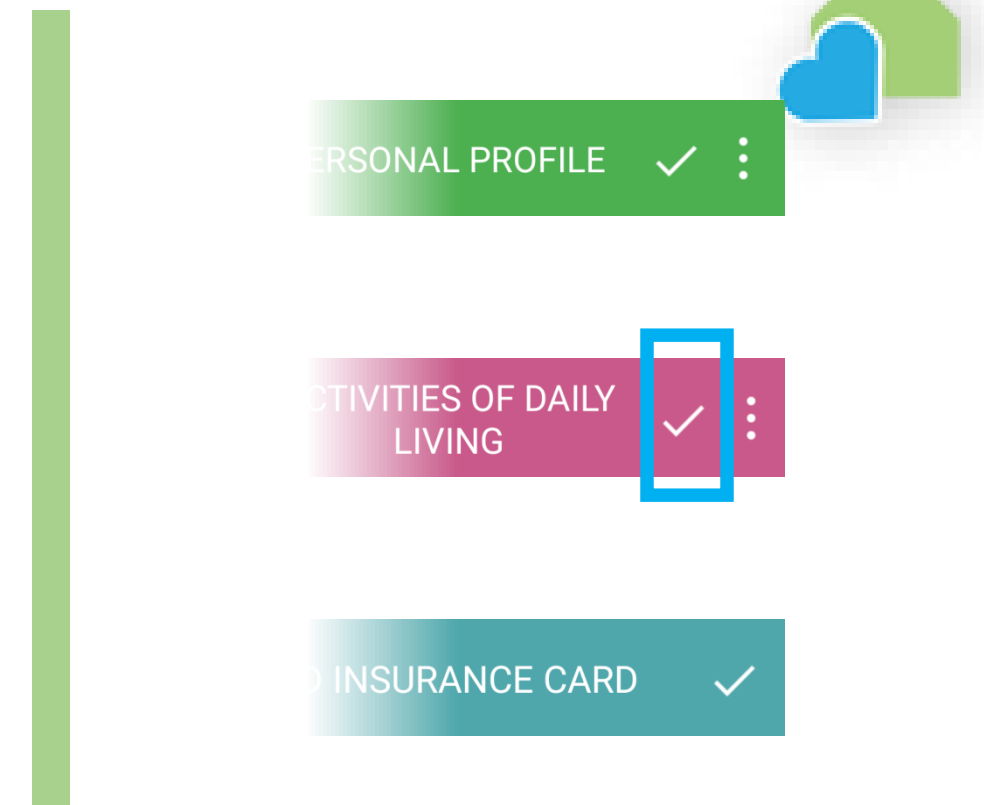 ERSONAL PROFILE
CTIVITIES OF DAILY
LIVING
D INSURANCE CARD